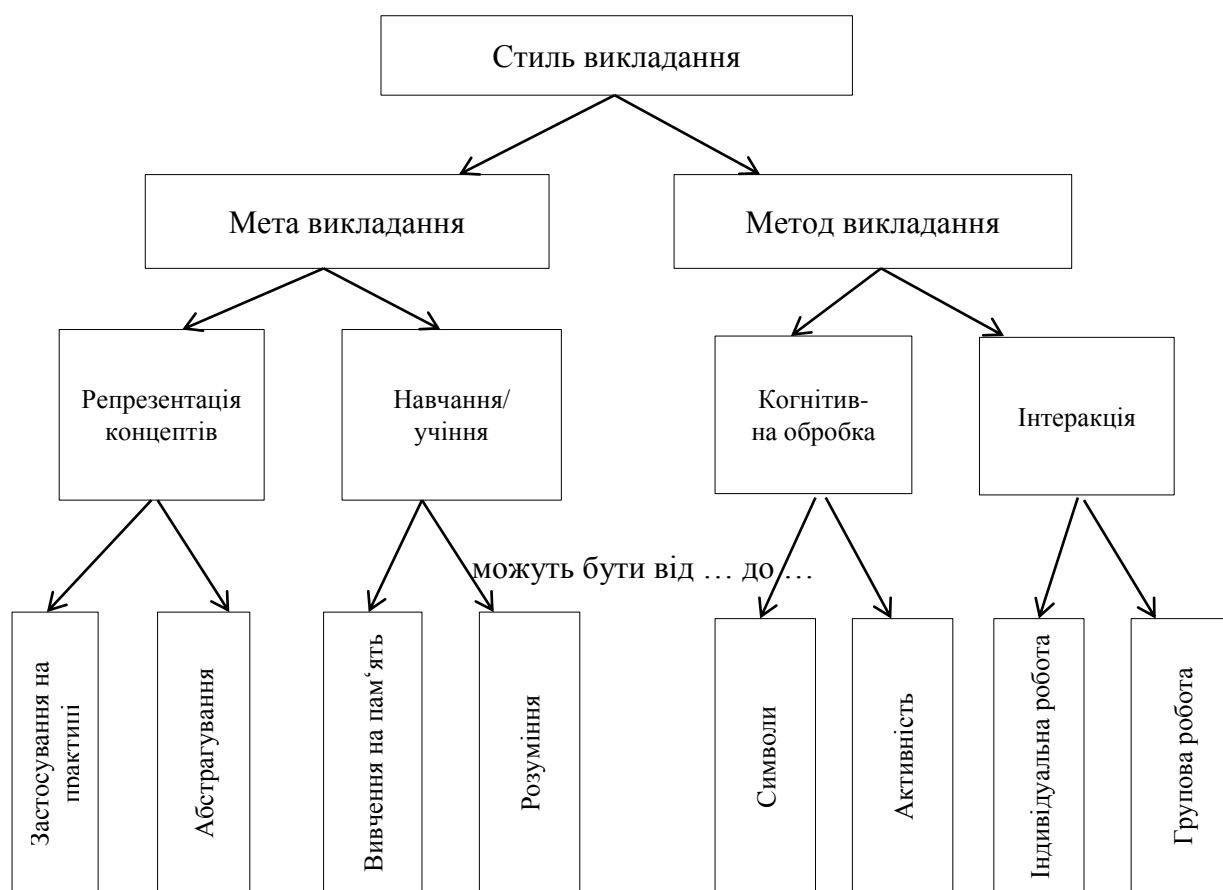 Стиль викладання
Мета викладання
Метод викладання
Репрезентація
концептів
Навчання/
учіння
Когнітив-
на обробка
Інтеракція
можуть бути від … до …
Застосування на
практиці
Абстрагування
Вивчення на пам‘ять
Розуміння
Символи
Активність
Індивідуальна робота
Групова робота